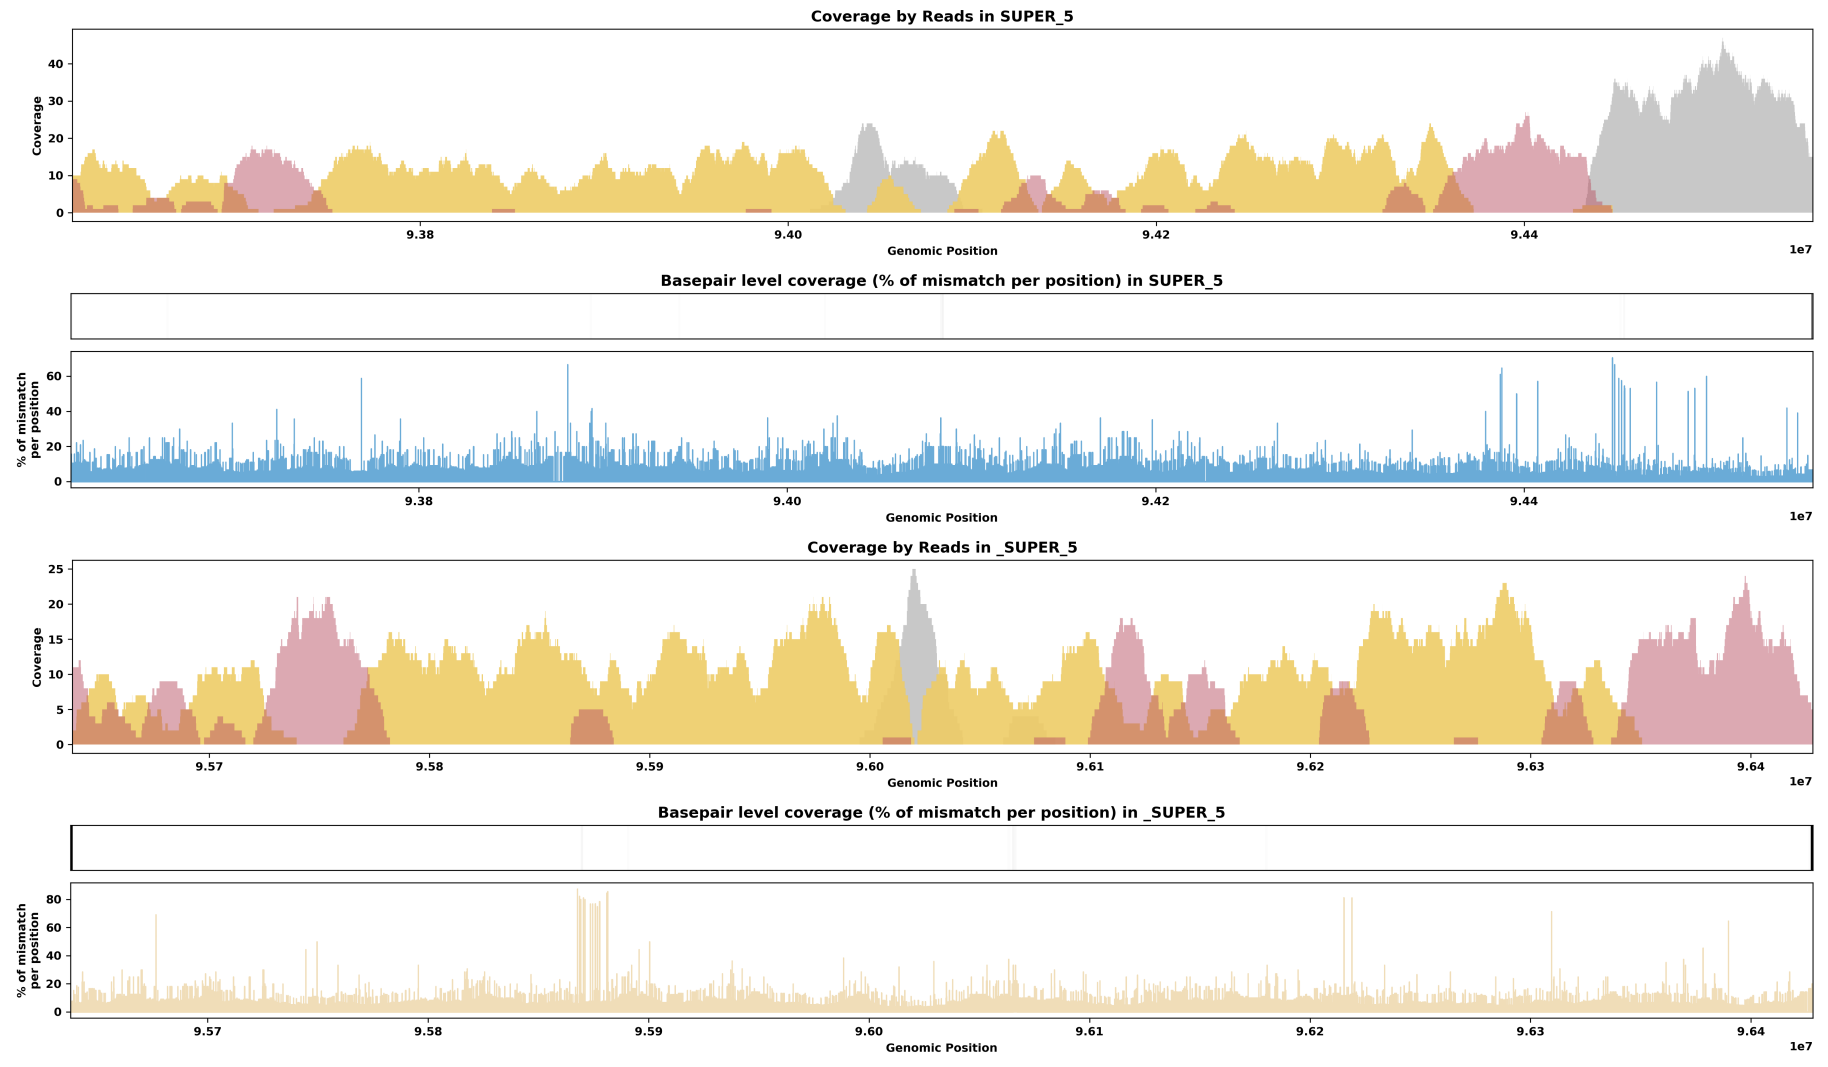 Coverage by Reads in SUPER_5
40
30
20
10
0
Coverage
9.38 9.40 9.42 9.44
Genomic Position
1e7
Basepair level coverage (% of mismatch per position) in SUPER_5
60
40
20
0
% of mismatch
per position
9.38 9.40 9.42 9.44
Genomic Position
1e7
Coverage by Reads in _SUPER_5
25
20
15
10
5
0
Coverage
9.57 9.58 9.59 9.60 9.61 9.62 9.63 9.64
Genomic Position
1e7
Basepair level coverage (% of mismatch per position) in _SUPER_5
80
60
40
20
0
% of mismatch
per position
9.57 9.58 9.59 9.60 9.61 9.62 9.63 9.64
Genomic Position
1e7